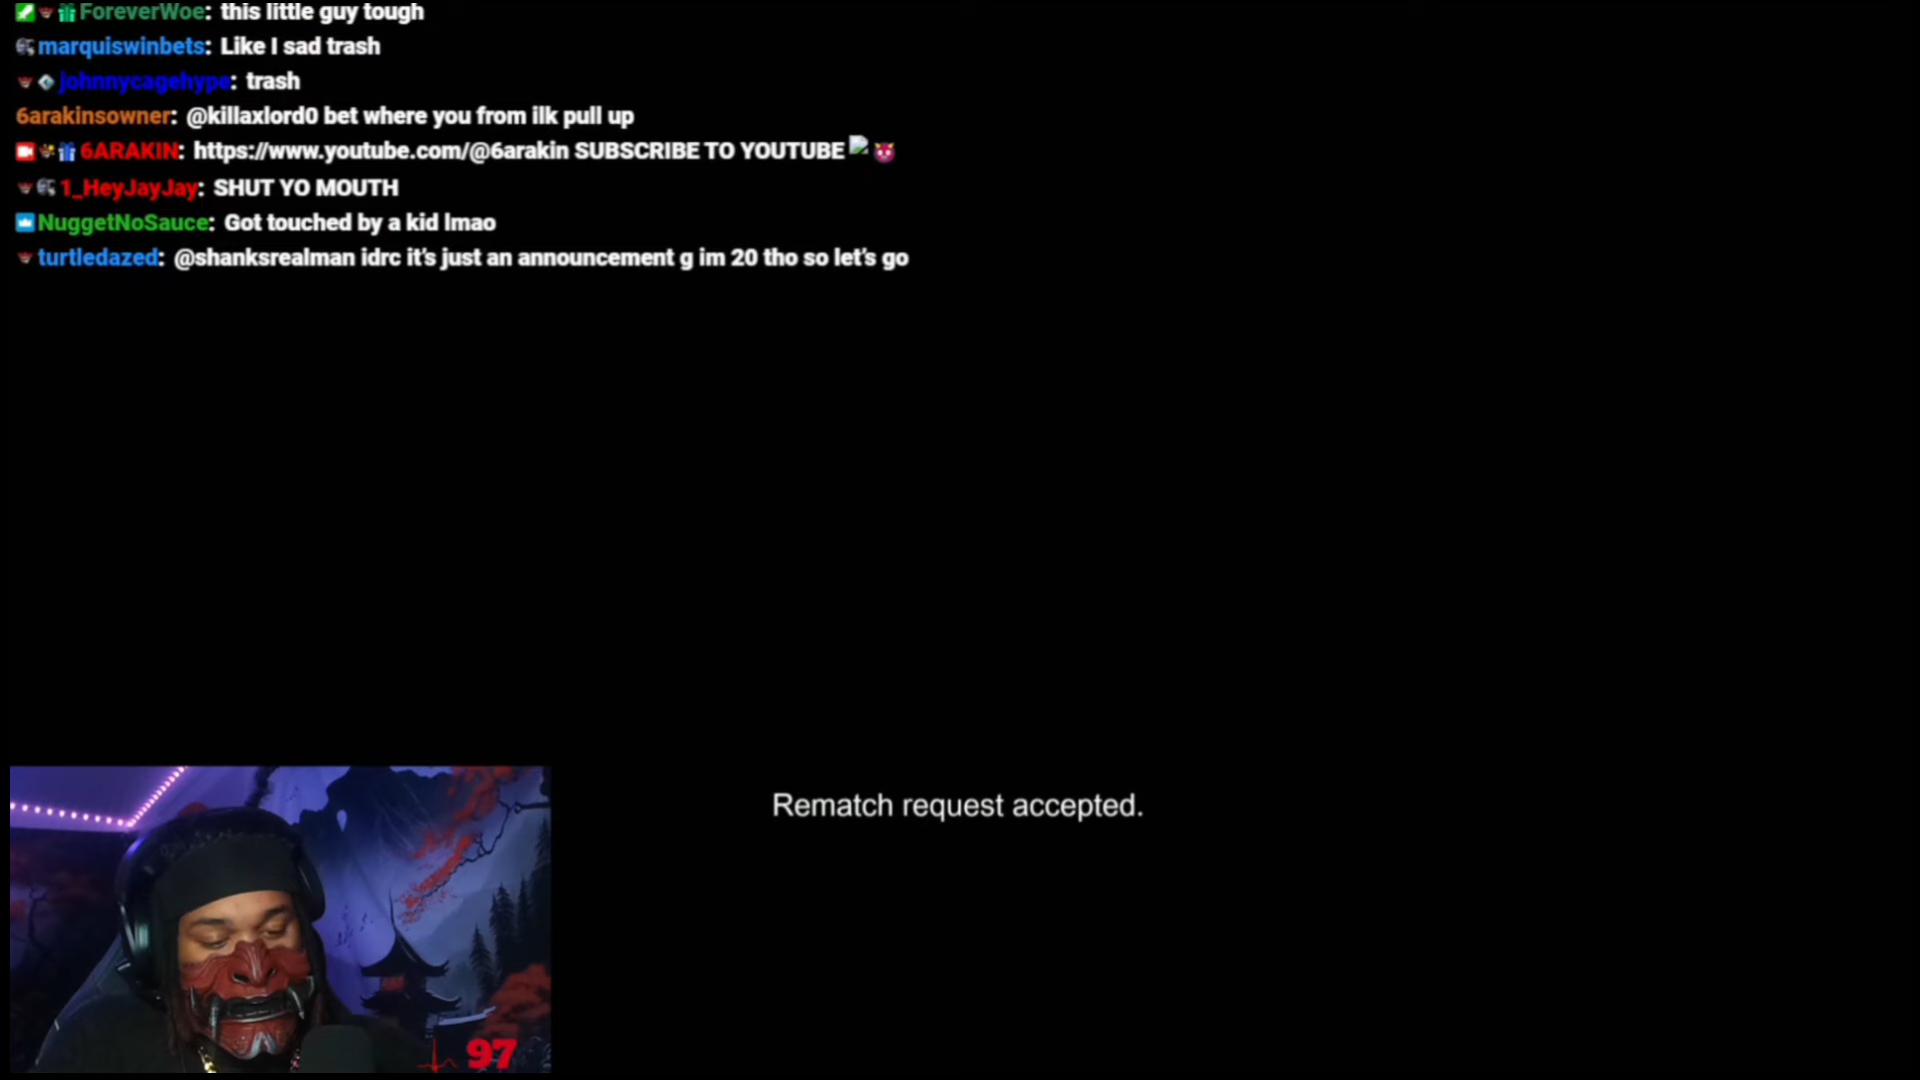 ForeverWoe: this little guy tough
marquiswinbets: Like I sad trash
johnnycagehype: trash
6arakinsowner: @killaxlord0 bet where you from ilk pull up
6ARAKIN: https://www.youtube.com/@6arakin SUBSCRIBE TO YOUTUBE
1_HeyJayJay: SHUT YO MOUTH
NuggetNoSauce: Got touched by a kid lmao
turtledazed: @shanksrealman idrc it's just an announcement g im 20 tho so let's go
Rematch request accepted.
97